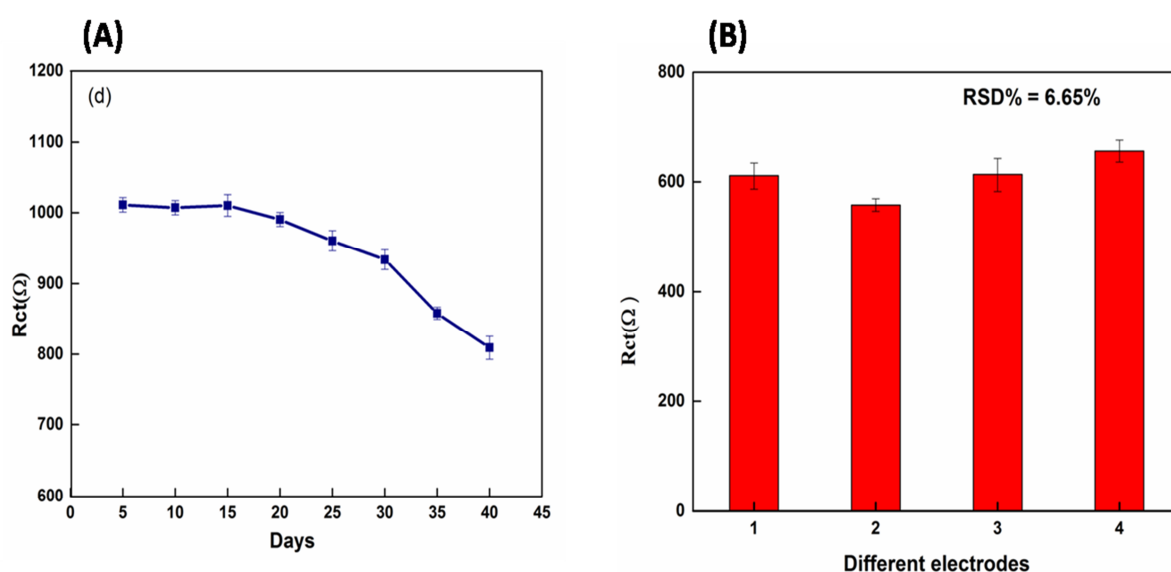 (A)
(d)
1200
1100
1000
900
800
700
600
Rct(Ω)
0 5 10 15 20 25 30 35 40 45
Days
(B)
RSD% = 6.65%
800
600
400
200
0
Rct(Ω )
1 2 3 4
Different electrodes